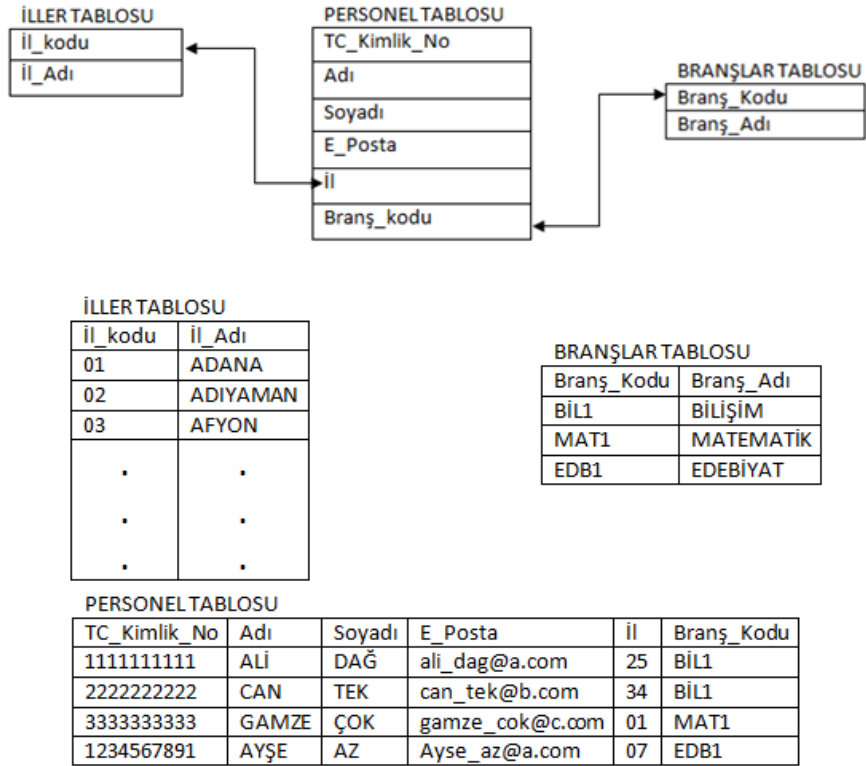 İLLER TABLOSU
İl_kodu
İl_Adı
PERSONEL TABLOSU
TC_Kimlik_No
Adı
Soyadı
E_Posta
İl
Branş_kodu
BRANŞLAR TABLOSU
Branş_Kodu
Branş_Adı
İLLER TABLOSU
İl_kodu İl_Adı
01 ADANA
02 ADIYAMAN
03 AFYON
. .
. .
. .
BRANŞLAR TABLOSU
Branş_Kodu Branş_Adı
BİL1 BİLİŞİM
MAT1 MATEMATİK
EDB1 EDEBİYAT
PERSONEL TABLOSU
TC_Kimlik_No Adı Soyadı E_Posta İl Branş_Kodu
1111111111 ALİ DAĞ ali_dag@a.com 25 BİL1
2222222222 CAN TEK can_tek@b.com 34 BİL1
3333333333 GAMZE ÇOK gamze_cok@c.com 01 MAT1
1234567891 AYŞE AZ Ayse_az@a.com 07 EDB1